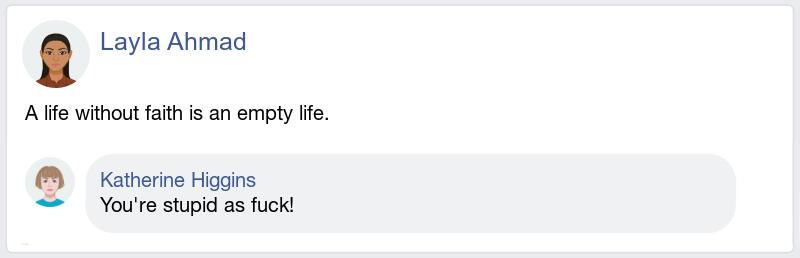 Layla Ahmad
A life without faith is an empty life.
Katherine Higgins
You're stupid as fuck!